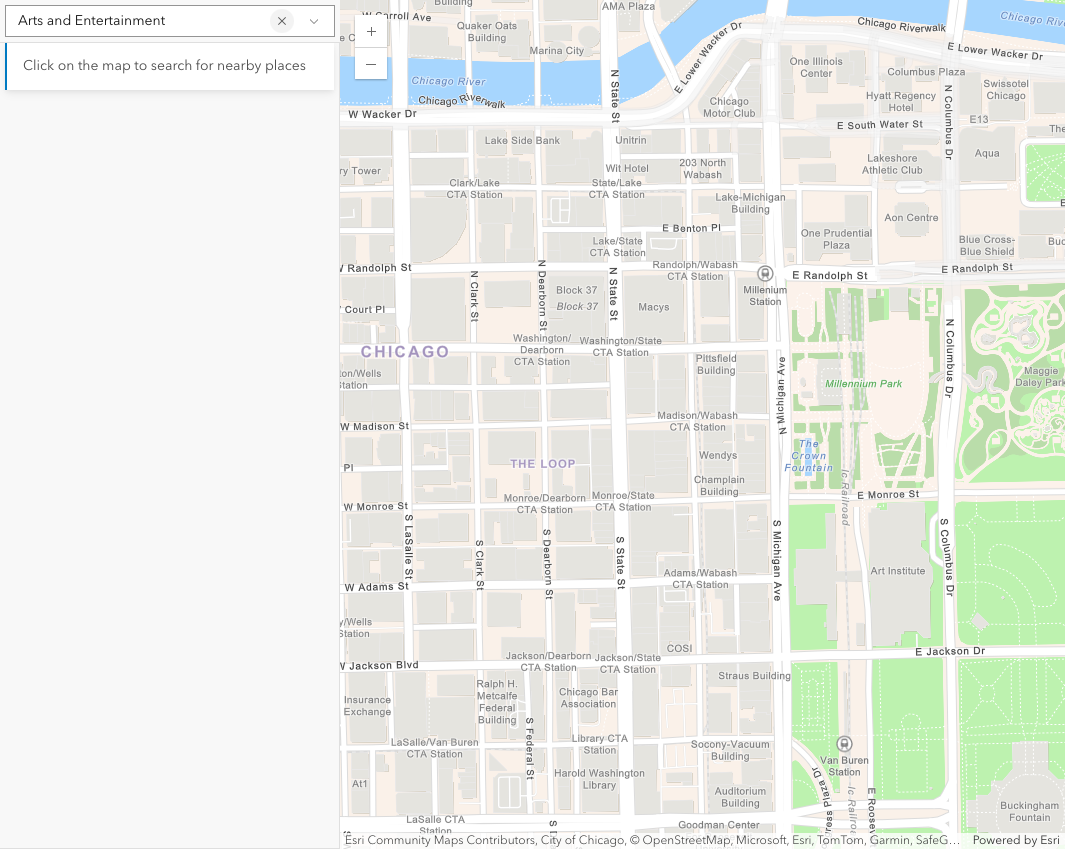 Arts and Entertainment
Click on the map to search for nearby places
+
−
W Carroll Ave
Quaker Oats
Building
AMA Plaza
Building
Marina City
Chicago River
Chicago Riverwalk
W Wacker Dr
N State St
E Lower Wacker Dr
Chicago Riverwalk
Chicago River
E Lower Wacker Dr
One Illinois
Center
Columbus Plaza
Hyatt Regency
Hotel
Swissotel
Chicago
N Columbus Dr
Chicago
Motor Club
E South Water St
E13
The
Lake Side Bank
Unitrin
Aqua
ry Tower
Wit Hotel
203 North
Wabash
Lakeshore
Athletic Club
Clark/Lake
CTA Station
State/Lake
CTA Station
Lake-Michigan
Building
E
Aon Centre
E Benton Pl
One Prudential
Plaza
Lake/State
CTA Station
Blue Cross-
Blue Shield
Buc
W Randolph St
Randolph/Wabash
CTA Station
E Randolph St
E Randolph St
N Clark St
N Dearborn St
N State St
Block 37
Block 37
Macys
Millenium
Station
Court Pl
CHICAGO
Washington/
Dearborn
CTA Station
Washington/State
CTA Station
Pittsfield
Building
N Michigan Ave
N Columbus Dr
ton/Wells
Station
Millennium Park
Maggie
Daley Park
Madison/Wabash
CTA Station
W Madison St
THE LOOP
Wendys
The
Crown
Fountain
Pl
Champlain
Building
Ic Railroad
Monroe/Dearborn
CTA Station
Monroe/State
CTA Station
W Monroe St
E Monroe St
S LaSalle St
S Clark St
S Dearborn St
S State St
S Michigan Ave
S Columbus Dr
Art Institute
W Adams St
Adams/Wabash
CTA Station
y/Wells
Station
COSI
E Jackson Dr
W Jackson Blvd
Jackson/Dearborn
CTA Station
Jackson/State
CTA Station
Straus Building
Insurance
Exchange
Ralph H.
Metcalfe
Federal
Building
Chicago Bar
Association
S Federal St
LaSalle/Van Buren
CTA Station
Library CTA
Station
Socony-Vacuum
Building
Van Buren
Station
At1
Harold Washington
Library
Auditorium
Building
ress Plaza Dr
Ic Railro
E Roosev
Buckingham
Fountain
LaSalle CTA
Station
Goodman Center
Esri Community Maps Contributors, City of Chicago, © OpenStreetMap, Microsoft, Esri, TomTom, Garmin, SafeG…
Powered by Esri